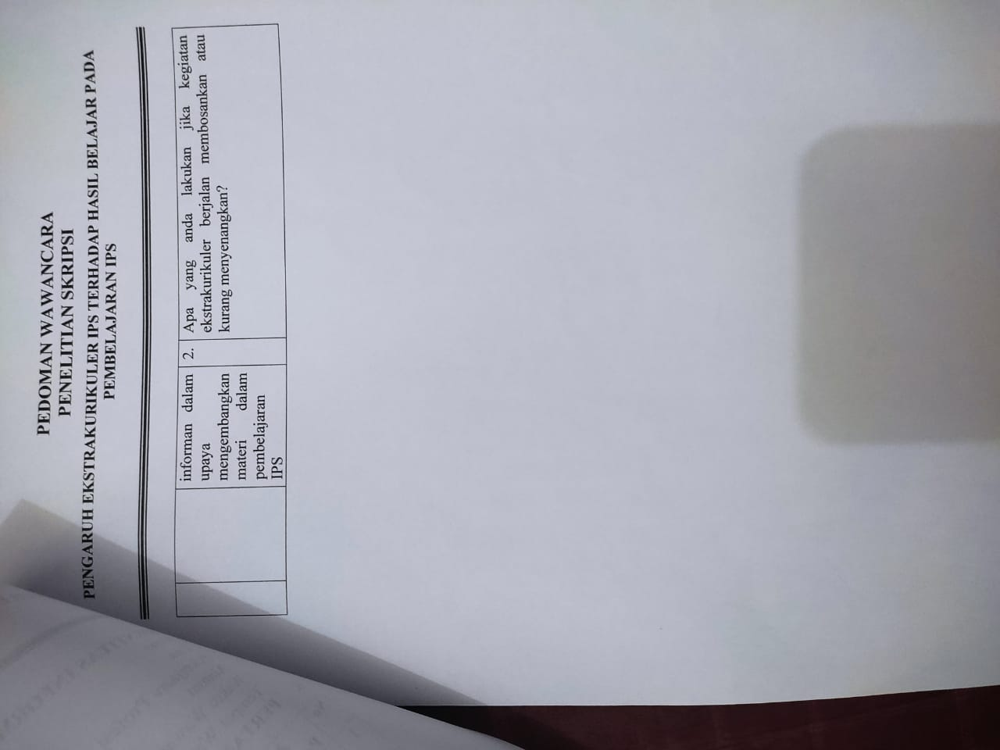 PEDOMAN WAWANCARA
PENELITIAN SKRIPSI
PENGARUH EKSTRAKURIKULER IPS TERHADAP HASIL BELAJAR PADA
PEMBELAJARAN IPS
informan dalam
upaya
mengembangkan
materi dalam
pembelajaran
IPS
2. Apa yang anda lakukan jika kegiatan
ekstrakurikuler berjalan membosankan atau
kurang menyenangkan?